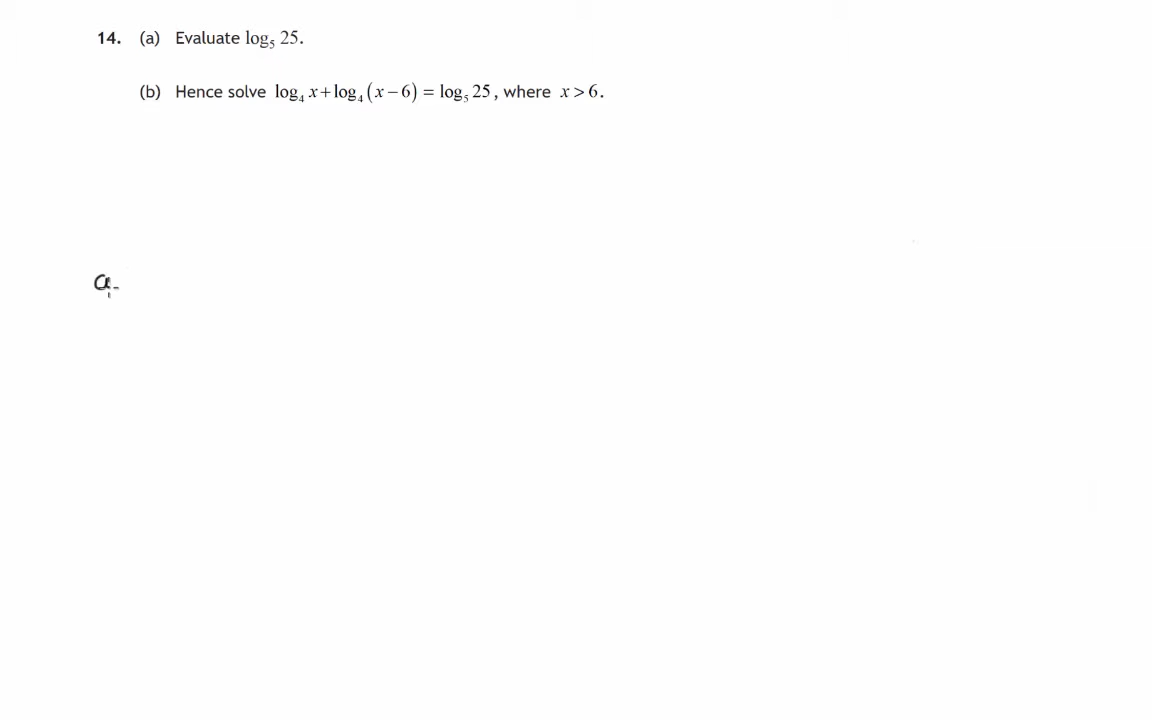 14. (a) Evaluate log₅ 25.
(b) Hence solve log₄ x + log₄ (x − 6) = log₅ 25, where x > 6.
a